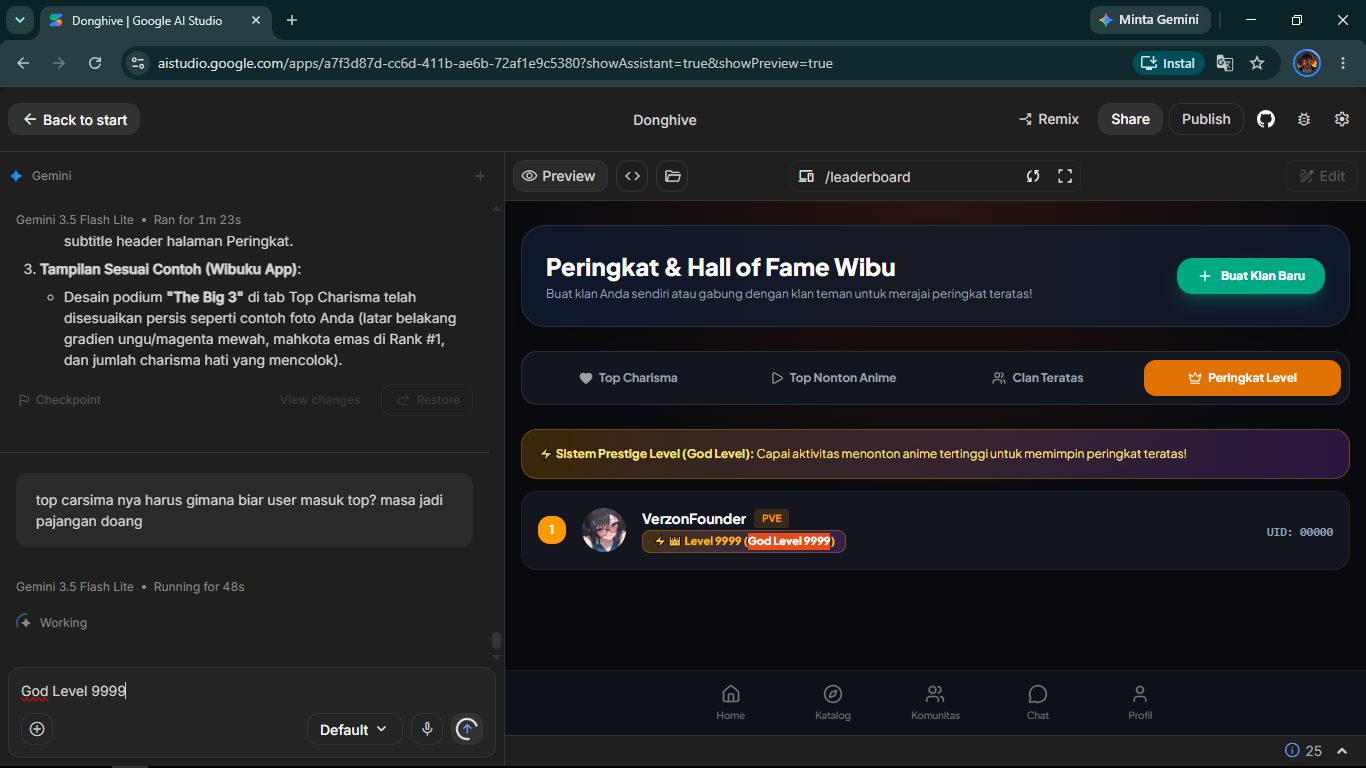 Donghive | Google AI Studio
Minta Gemini
aistudio.google.com/apps/a7f3d87d-cc6d-411b-ae6b-72af1e9c5380?showAssistant=true&showPreview=true
Instal
Back to start
Donghive
Remix
Share
Publish
Gemini
Preview
/leaderboard
Edit
Gemini 3.5 Flash Lite • Ran for 1m 23s
subtitle header halaman Peringkat.
3. Tampilan Sesuai Contoh (Wibuku App):
Desain podium "The Big 3" di tab Top Charisma telah
disesuaikan persis seperti contoh foto Anda (latar belakang
gradien ungu/magenta mewah, mahkota emas di Rank #1,
dan jumlah charisma hati yang mencolok).
Checkpoint
View changes
Restore
top carsima nya harus gimana biar user masuk top? masa jadi
pajangan doang
Gemini 3.5 Flash Lite • Running for 48s
Working
God Level 9999
Default
Peringkat & Hall of Fame Wibu
Buat klan Anda sendiri atau gabung dengan klan teman untuk merajai peringkat teratas!
Buat Klan Baru
Top Charisma
Top Nonton Anime
Clan Teratas
Peringkat Level
⚡ Sistem Prestige Level (God Level): Capai aktivitas menonton anime tertinggi untuk memimpin peringkat teratas!
1
VerzonFounder
PVE
⚡ 👑 Level 9999 (God Level 9999)
UID: 00000
Home
Katalog
Komunitas
Chat
Profil
25